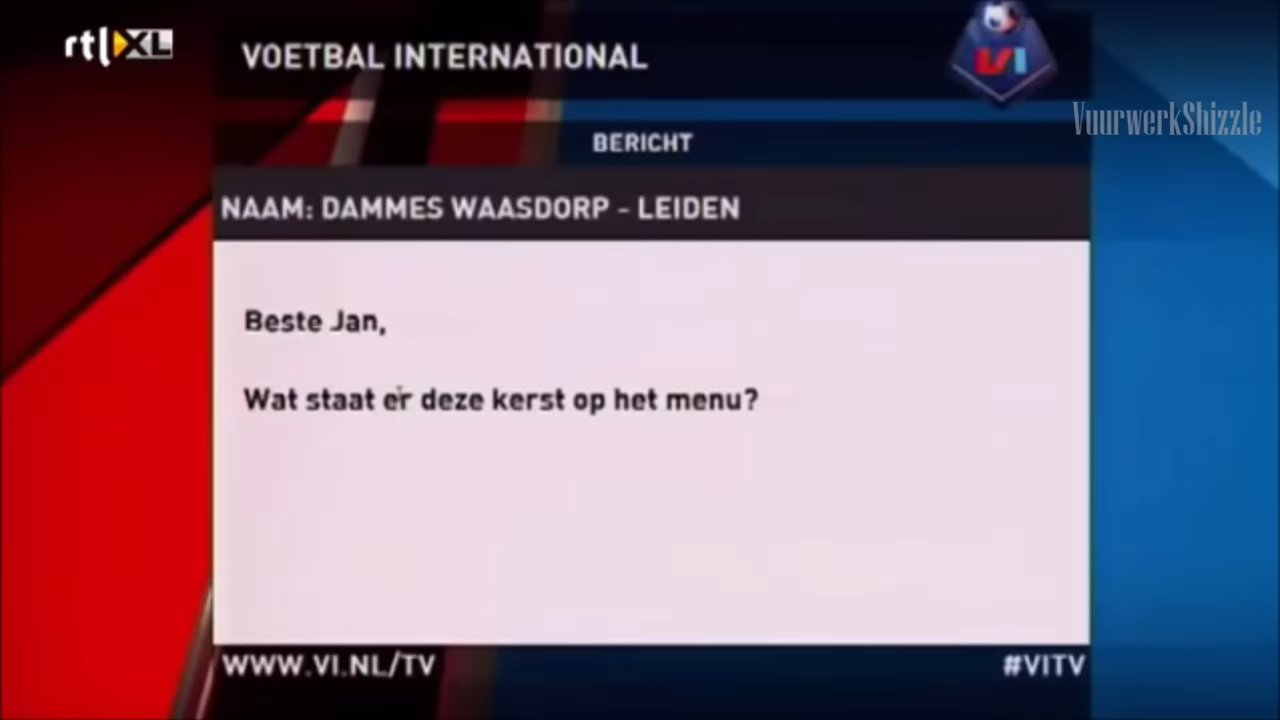 rtl XL
VOETBAL INTERNATIONAL
VI
VuurwerkShizzle
BERICHT
NAAM: DAMMES WAASDORP - LEIDEN
Beste Jan,
Wat staat er deze kerst op het menu?
WWW.VI.NL/TV
#VITV